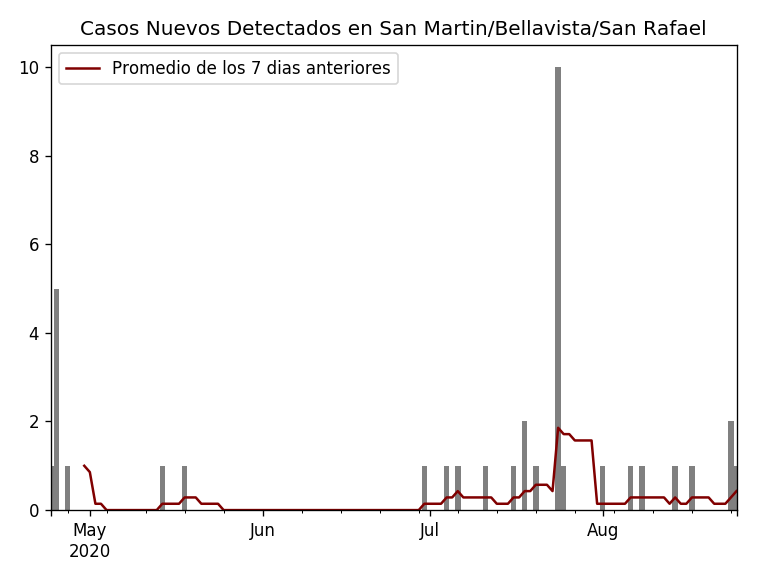 Casos Nuevos Detectados en San Martin/Bellavista/San Rafael
Promedio de los 7 dias anteriores
10
8
6
4
2
0
May
2020
Jun
Jul
Aug